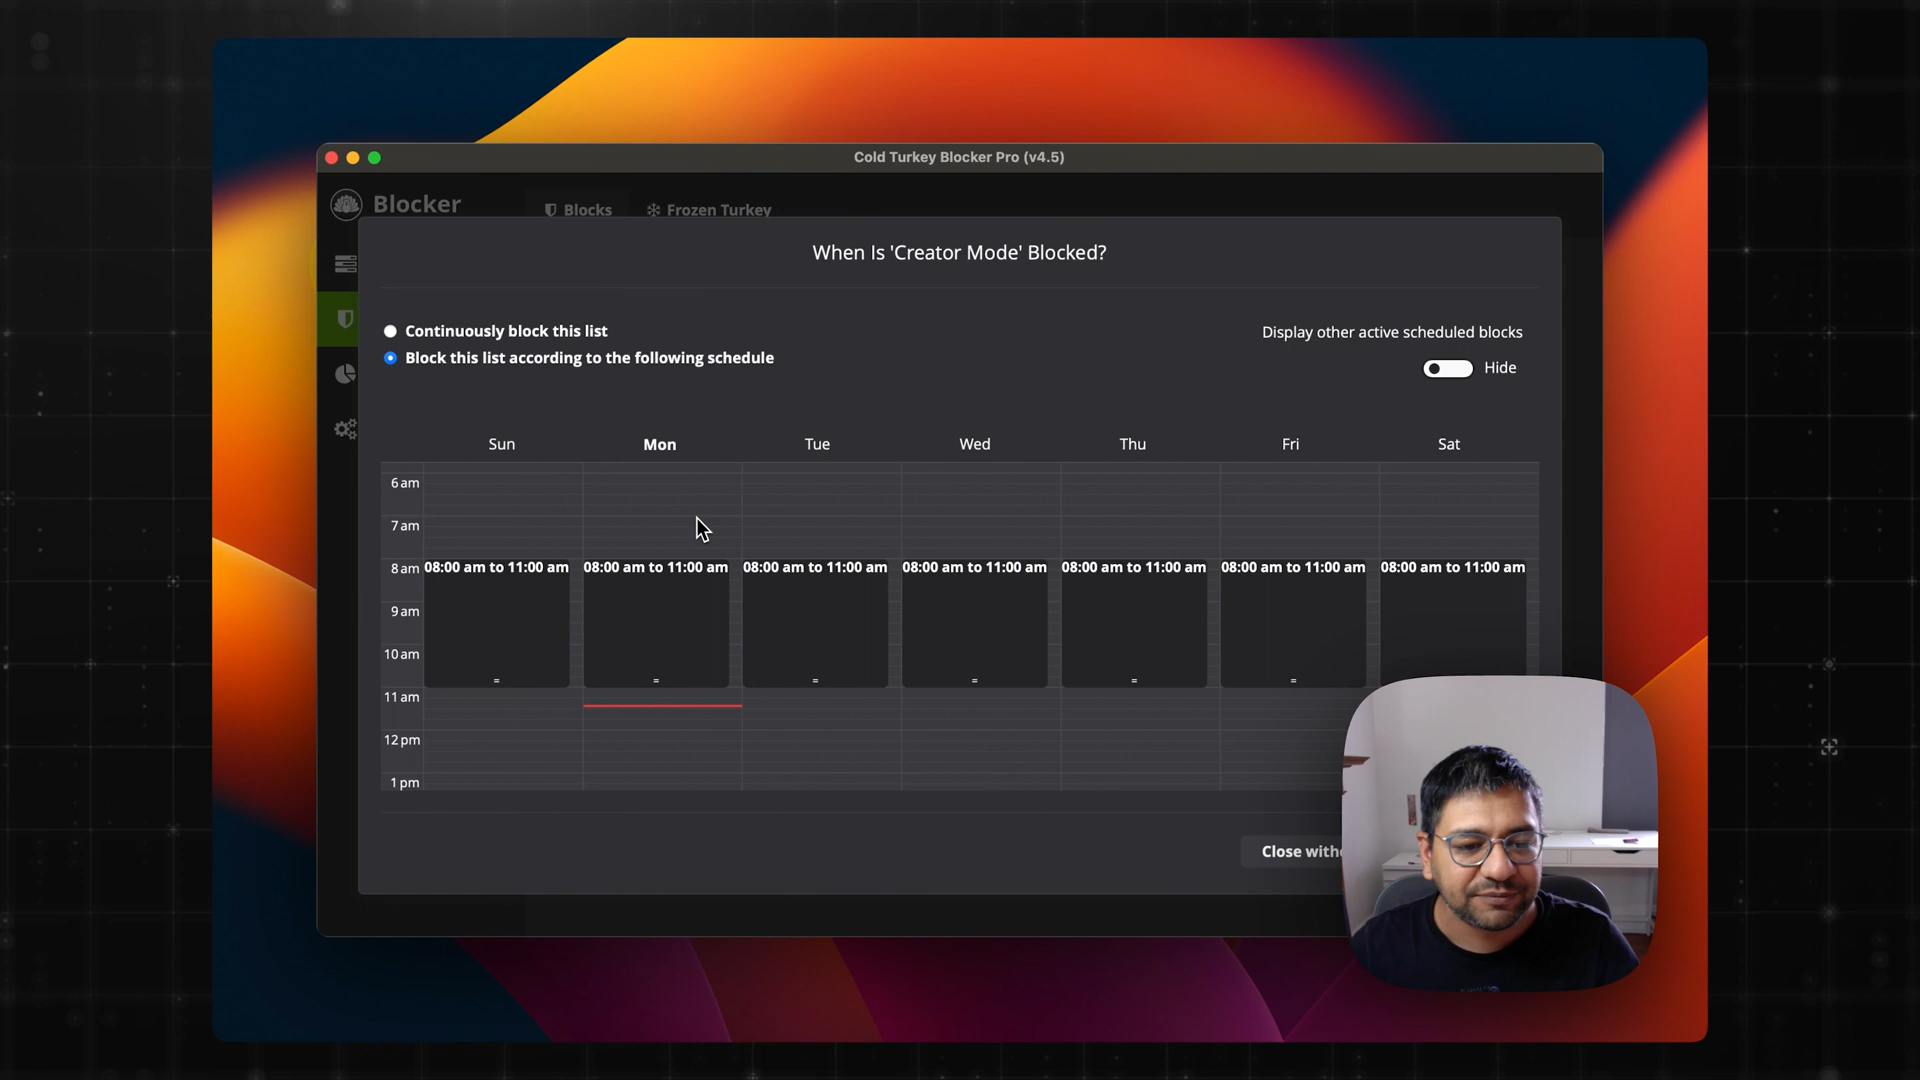 Cold Turkey Blocker Pro (v4.5)
Blocker
Blocks
Frozen Turkey
When Is 'Creator Mode' Blocked?
Continuously block this list
Block this list according to the following schedule
Display other active scheduled blocks
Hide
Sun Mon Tue Wed Thu Fri Sat
6 am
7 am
8 am
08:00 am to 11:00 am 08:00 am to 11:00 am 08:00 am to 11:00 am 08:00 am to 11:00 am 08:00 am to 11:00 am 08:00 am to 11:00 am 08:00 am to 11:00 am
9 am
10 am
11 am
12 pm
1 pm
Close